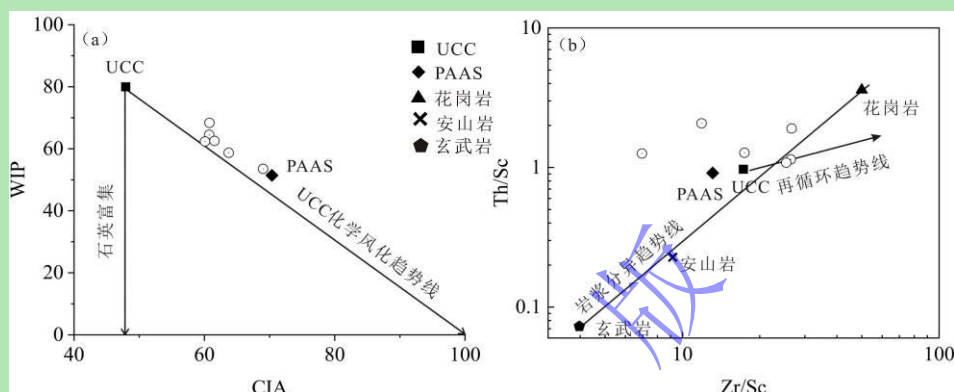 (a)
UCC
100
80
60
40
20
0
WIP
石英富集
PAAS
UCC化学风化趋势线
40
60
80
100
CIA
UCC
PAAS
花岗岩
安山岩
玄武岩
(b)
10
1
0.1
Th/Sc
花岗岩
PAAS
UCC
再循环趋势线
岩浆分异趋势线
安山岩
玄武岩
10
100
Zr/Sc